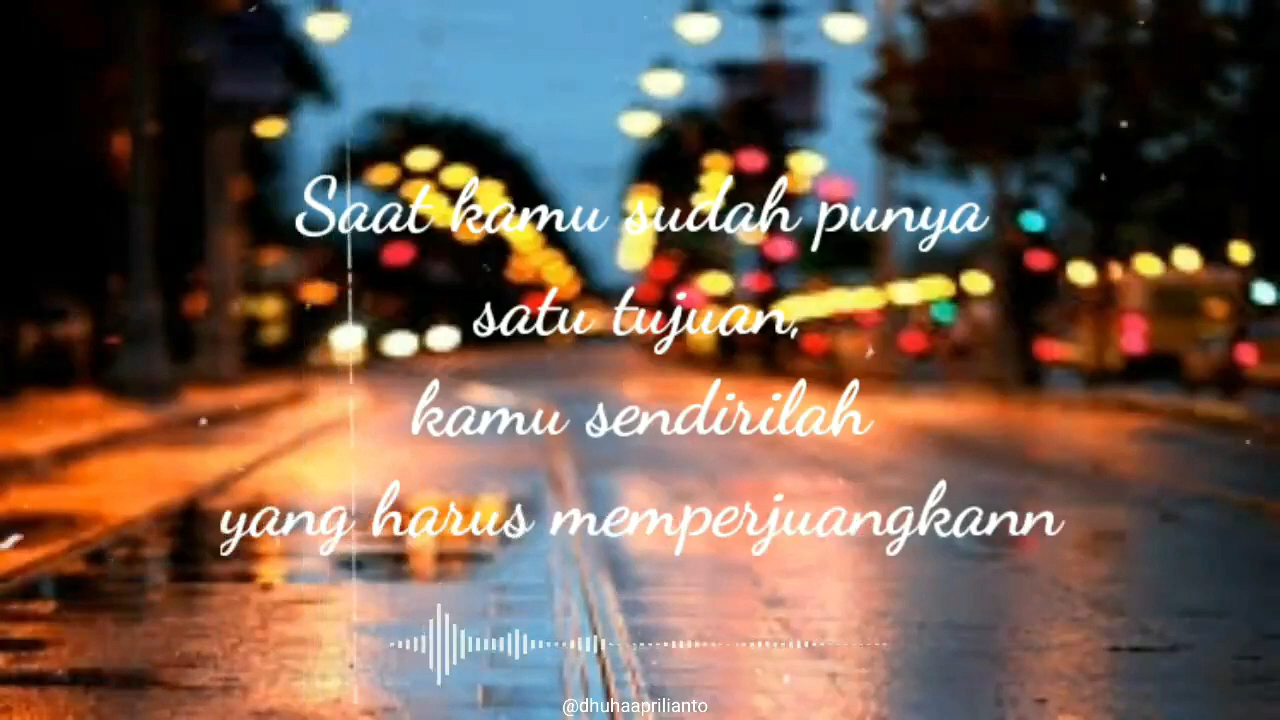 Saat kamu sudah punya
satu tujuan,
kamu sendirilah
yang harus memperjuangkann
@dhuhaaprilianto